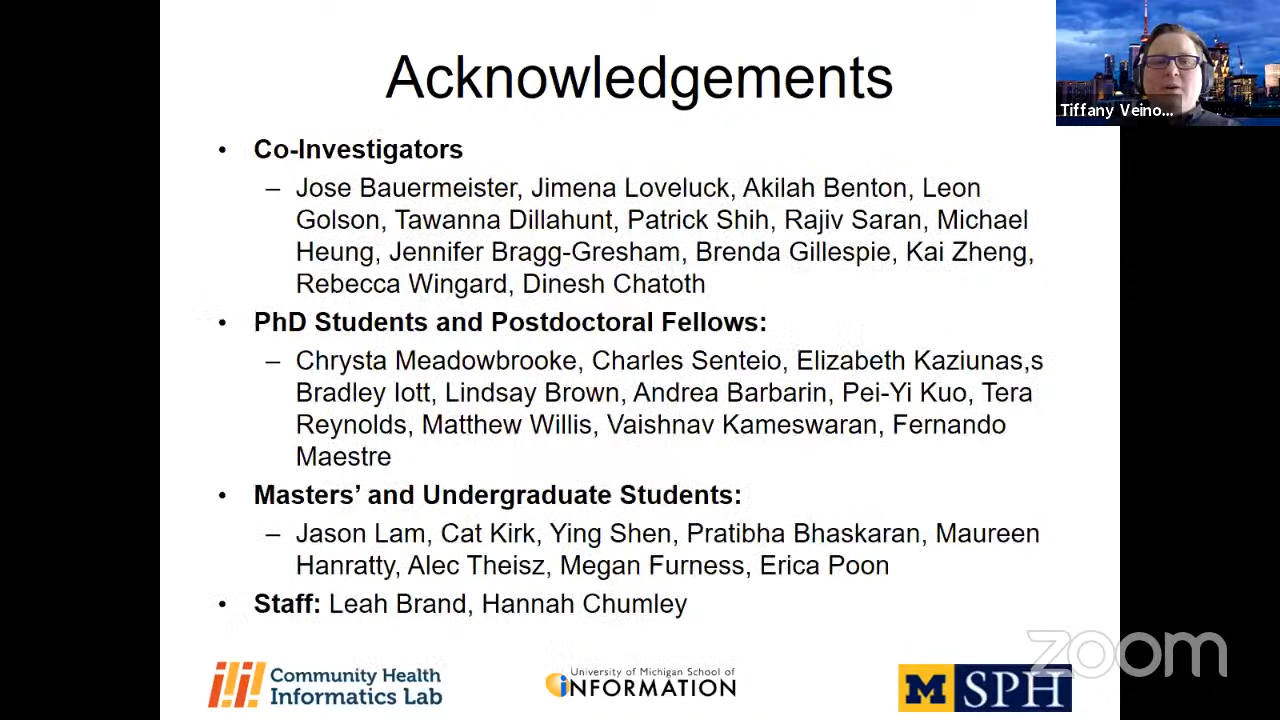 Acknowledgements
Tiffany Veino...
• Co-Investigators
– Jose Bauermeister, Jimena Loveluck, Akilah Benton, Leon
Golson, Tawanna Dillahunt, Patrick Shih, Rajiv Saran, Michael
Heung, Jennifer Bragg-Gresham, Brenda Gillespie, Kai Zheng,
Rebecca Wingard, Dinesh Chatoth
• PhD Students and Postdoctoral Fellows:
– Chrysta Meadowbrooke, Charles Senteio, Elizabeth Kaziunas,s
Bradley Iott, Lindsay Brown, Andrea Barbarin, Pei-Yi Kuo, Tera
Reynolds, Matthew Willis, Vaishnav Kameswaran, Fernando
Maestre
• Masters’ and Undergraduate Students:
– Jason Lam, Cat Kirk, Ying Shen, Pratibha Bhaskaran, Maureen
Hanratty, Alec Theisz, Megan Furness, Erica Poon
• Staff: Leah Brand, Hannah Chumley
zoom
Community Health
Informatics Lab
University of Michigan School of
iNFORMATION
M SPH